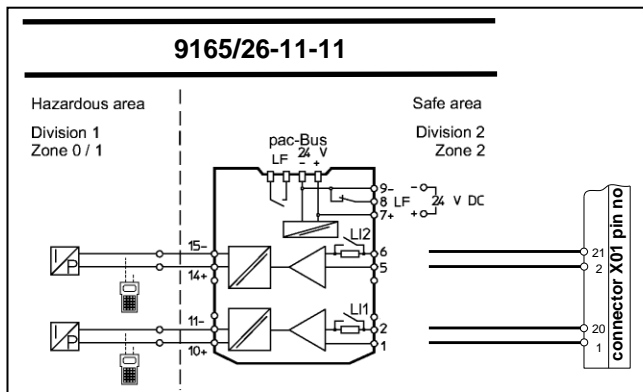 9165/26-11-11
Hazardous area
Safe area
Division 1
Zone 0 / 1
Division 2
Zone 2
pac-Bus
LF 24 V
- +
9-
8 LF
7+
- 24 V DC
+
LI2
15-
14+
6
5
I
P
21
2
LI1
11-
10+
2
1
I
P
20
1
connector X01 pin no